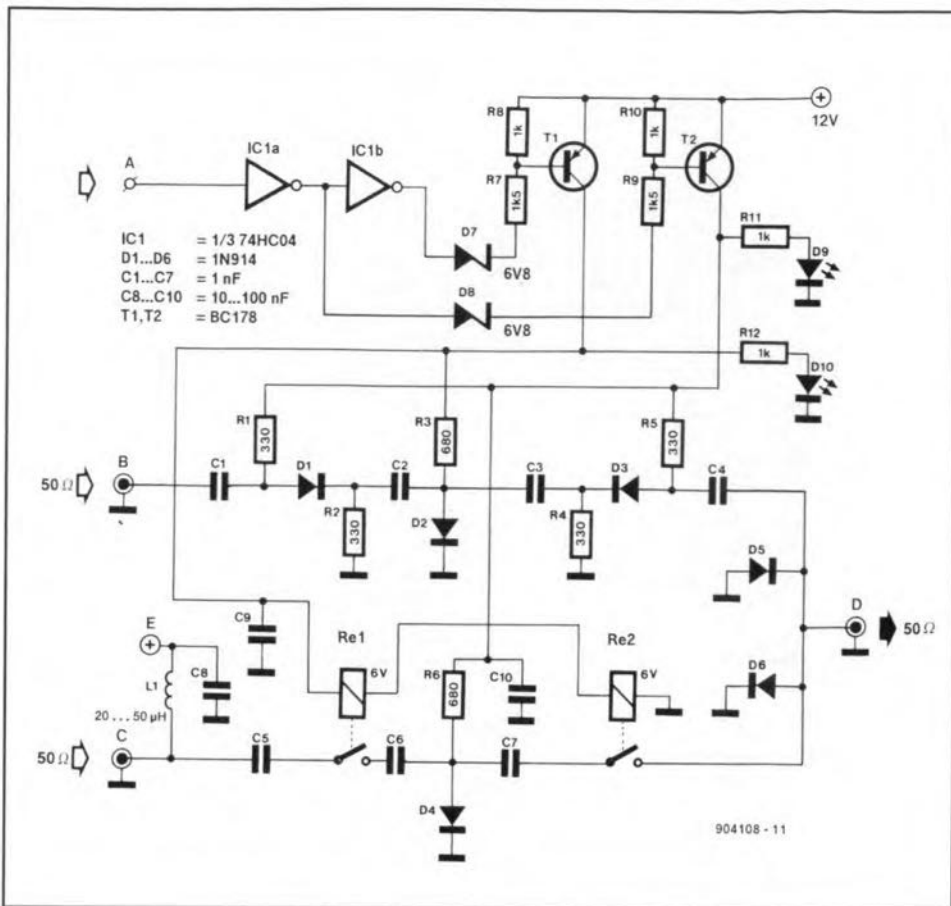 R8
1k
R10
1k
+
12V
T1
T2
A
IC1a
IC1b
R7
1k5
R9
1k5
IC1 = 1/3 74HC04
D1...D6 = 1N914
C1...C7 = 1 nF
C8...C10 = 10...100 nF
T1,T2 = BC178
D7
6V8
D8
6V8
R11
1k
D9
R12
1k
D10
R1
330
R3
680
R5
330
50 Ω
B
C1
D1
C2
C3
D3
C4
R2
330
D2
R4
330
D5
D
50 Ω
D6
E
+
C9
C8
L1
20 ... 50 µH
Re1
6V
R6
680
C10
Re2
6V
50 Ω
C
C5
C6
C7
D4
904108 - 11